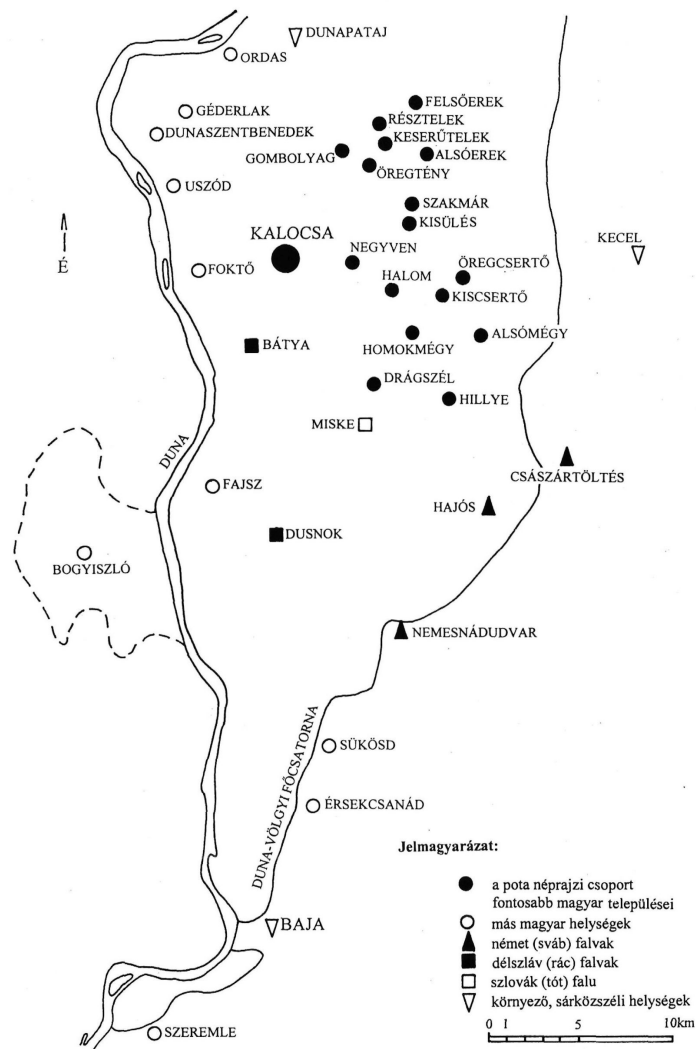 DUNAPATAJ
ORDAS
FELSŐEREK
GÉDERLAK
RÉSZTELEK
DUNASZENTBENEDEK
KESERŰTELEK
GOMBOLYAG
ALSÓEREK
ÖREGTÉNY
USZÓD
SZAKMÁR
KISÜLÉS
KALOCSA
KECEL
É
NEGYVEN
FOKTŐ
ÖREGCSERTŐ
HALOM
KISCSERTŐ
BÁTYA
HOMOKMÉGY
ALSÓMÉGY
DRÁGSZÉL
HILLYE
MISKE
DUNA
CSÁSZÁRTÖLTÉS
FAJSZ
HAJÓS
DUSNOK
BOGYISZLÓ
NEMESNÁDUDVAR
DUNA-VÖLGYI FŐCSATORNA
SÜKÖSD
ÉRSEKCSANÁD
BAJA
SZEREMLE
Jelmagyarázat:
a pota néprajzi csoport
fontosabb magyar települései
más magyar helységek
német (sváb) falvak
délszláv (rác) falvak
szlovák (tót) falu
környező, sárközszéli helységek
0 1 5 10km